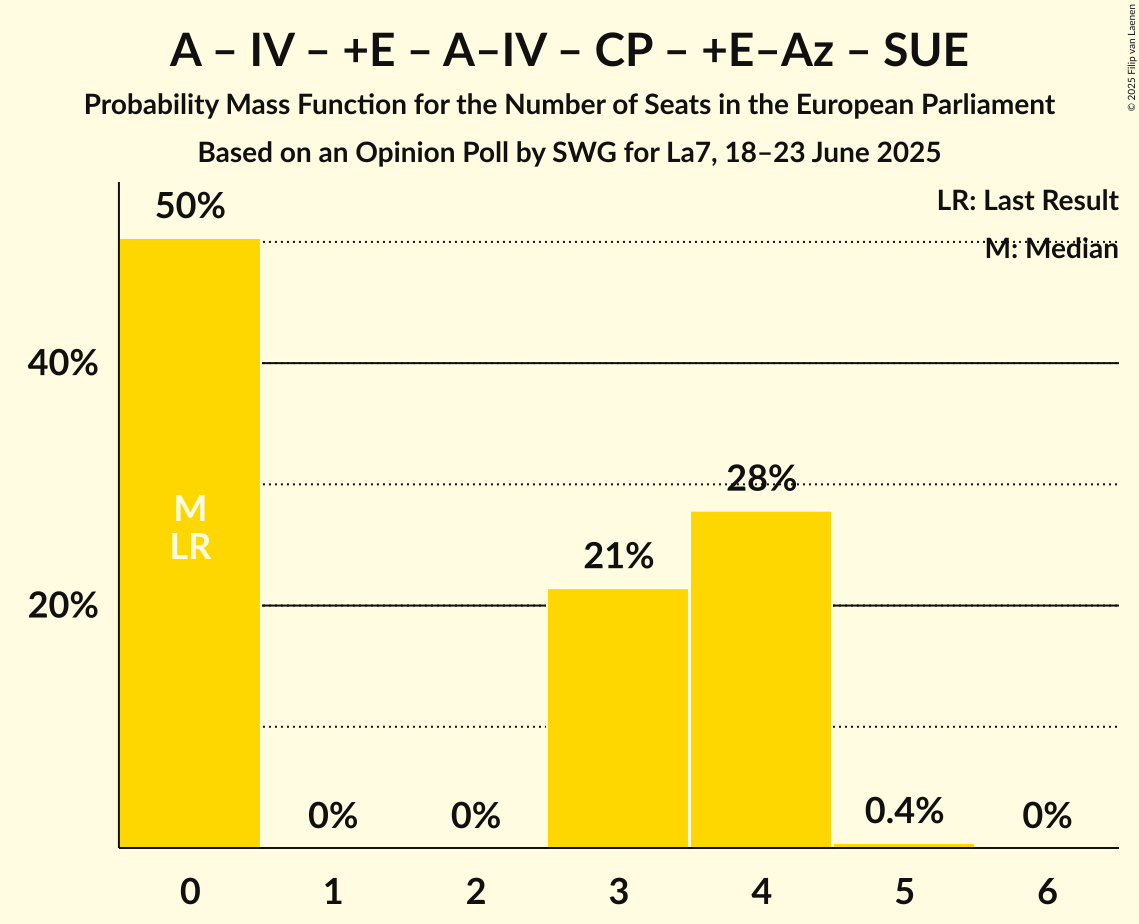 A – IV – +E – A–IV – CP – +E–Az – SUE
Probability Mass Function for the Number of Seats in the European Parliament
Based on an Opinion Poll by SWG for La7, 18–23 June 2025
© 2025 Filip van Laenen
LR: Last Result
M: Median
50%
40%
20%
M
LR
0%
0%
21%
28%
0.4%
0%
0 1 2 3 4 5 6